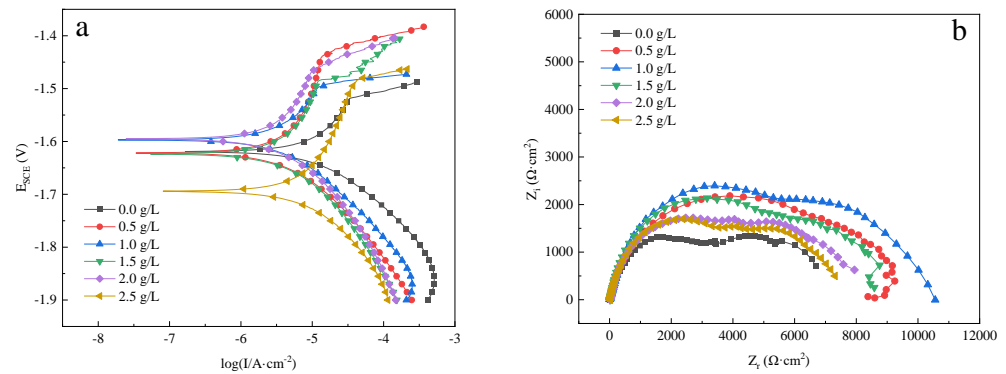 a
-1.4
-1.5
-1.6
-1.7
-1.8
-1.9
E_SCE (V)
0.0 g/L
0.5 g/L
1.0 g/L
1.5 g/L
2.0 g/L
2.5 g/L
-8 -7 -6 -5 -4 -3
log(I/A·cm⁻²)
b
6000
5000
4000
3000
2000
1000
0
Z_i (Ω·cm²)
0.0 g/L
0.5 g/L
1.0 g/L
1.5 g/L
2.0 g/L
2.5 g/L
0 2000 4000 6000 8000 10000 12000
Z_r (Ω·cm²)